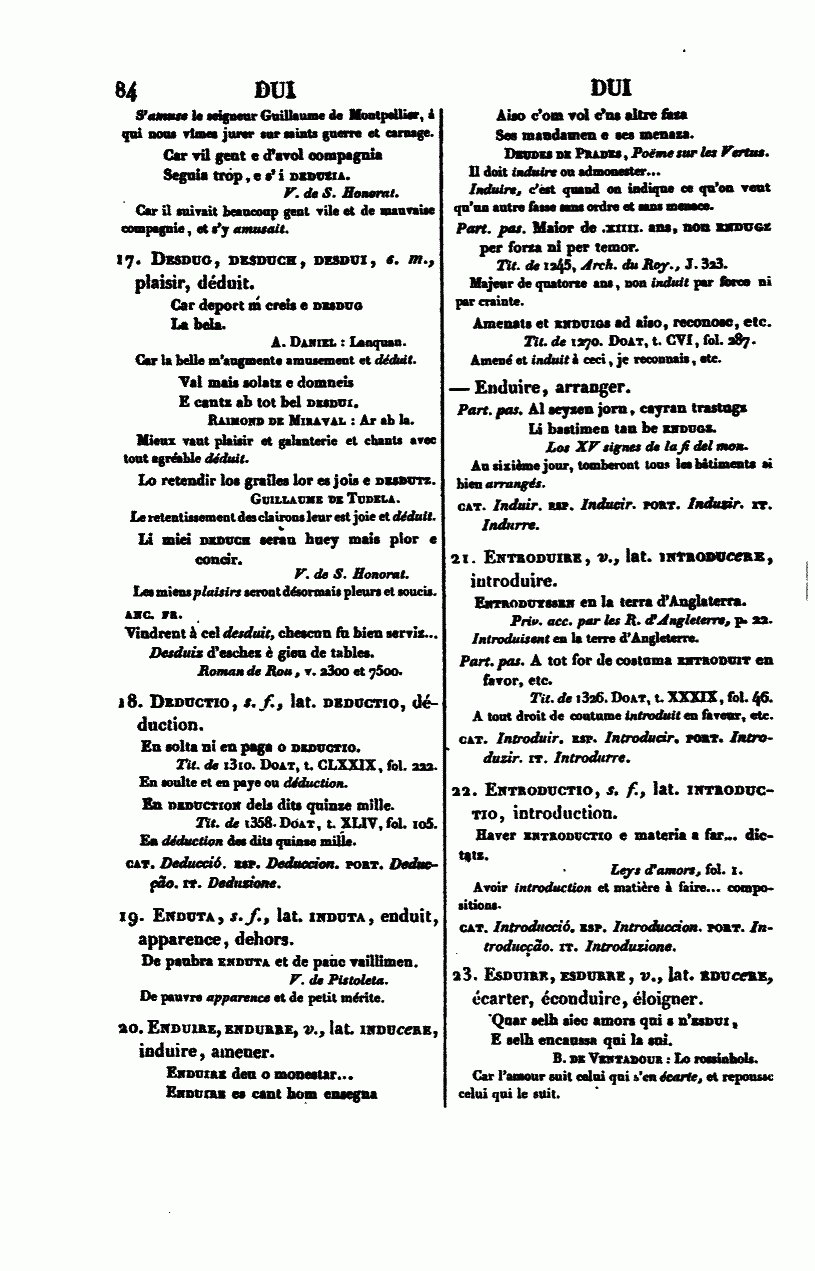 84 DUI DUI
S'amuse le seigneur Guillaume de Montpellier, à
qui nous vîmes jurer sur saints guerre et carnage.
Car vil gent e d'avol compagnia
Seguia trop, e s'i DEDUZIA.
V. de S. Honorat.
Car il suivait beaucoup gent vile et de mauvaise
compagnie, et s'y amusait.
17. DESDUG, DESDUCH, DESDUI, s. m.,
plaisir, déduit.
Car deport m creis e DESDUG
La bela.
A. DANIEL : Lanquan.
Car la belle m'augmente amusement et déduit.
Val mais solatz e domneis
E cantz ab tot bel DESDUI.
RAIMOND DE MIRAVAL : Ar ab la.
Mieux vaut plaisir et galanterie et chants avec
tout agréable déduit.
Lo retendir los grailes lor es jois e DESDUTZ.
GUILLAUME DE TUDELA.
Le retentissement des clairons leur est joie et déduit.
Li miei DEDUCH seran huey mais plor e
concir.
V. de S. Honorat.
Les miens plaisirs seront désormais pleurs et soucis.
ANC. FR.
Vindrent à cel desduit, chescun fu bien serviz...
Desduiz d'eschez è gieu de tables.
Roman de Rou, v. 2300 et 7500.
18. DEDUCTIO, s. f., lat. DEDUCTIO, dé-
duction.
En solta ni en paga o DEDUCTIO.
Tit. de 1310. DOAT, t. CLXXIX, fol. 222.
En soulte et en paye ou déduction.
En DEDUCTION dels dits quinze mille.
Tit. de 1358. DOAT, t. XLIV, fol. 105.
En déduction des dits quinze mille.
CAT. Deducció. ESP. Deduccion. PORT. Deduc-
ção. IT. Deduzione.
19. ENDUTA, s. f., lat. INDUTA, enduit,
apparence, dehors.
De paubra ENDUTA et de pauc vaillimen.
V. de Pistoleta.
De pauvre apparence et de petit mérite.
20. ENDUIRE, ENDURRE, v., lat. INDUCERE,
induire, amener.
ENDUIRE deu o monestar...
ENDUIRE es cant hom ensegna
Aiso c'om vol c'us altre fasa
Ses mandamen e ses menaza.
DEUDES DE PRADES, Poëme sur les Vertus.
Il doit induire ou admonester...
Induire, c'est quand on indique ce qu'on veut
qu'un autre fasse sans ordre et sans menace.
Part. pas. Maior de .XIIII. ans, non ENDUGZ
per forza ni per temor.
Tit. de 1245, Arch. du Roy., J. 323.
Majeur de quatorze ans, non induit par force ni
par crainte.
Amenats et ENDUIGS ad aiso, reconosc, etc.
Tit. de 1270. DOAT, t. CVI, fol. 287.
Amené et induit à ceci, je reconnais, etc.
— Enduire, arranger.
Part. pas. Al seyzen jorn, cayran trastugz
Li bastimen tan be ENDUGZ.
Los XV signes de la fi del mon.
Au sixième jour, tomberont tous les bâtiments si
bien arrangés.
CAT. Induir. ESP. Inducir. PORT. Induzir. IT.
Indurre.
21. ENTRODUIRE, v., lat. INTRODUCERE,
introduire.
ENTRODUYSSEN en la terra d'Anglaterra.
Priv. acc. par les R. d'Angleterre, p. 22.
Introduisent en la terre d'Angleterre.
Part. pas. A tot for de costuma ENTRODUIT en
favor, etc.
Tit. de 1326. DOAT, t. XXXIX, fol. 46.
A tout droit de coutume introduit en faveur, etc.
CAT. Introduir. ESP. Introducir. PORT. Intro-
duzir. IT. Introdurre.
22. ENTRODUCTIO, s. f., lat. INTRODUC-
TIO, introduction.
Haver ENTRODUCTIO e materia a far... dic-
tatz.
Leys d'amors, fol. 1.
Avoir introduction et matière à faire... compo-
sitions.
CAT. Introducció. ESP. Introduccion. PORT. In-
troducção. IT. Introduzione.
23. ESDUIRE, ESDURRE, v., lat. EDUCERE,
écarter, éconduire, éloigner.
Quar selh siec amors qui s n'ESDUI,
E selh encaussa qui la sui.
B. DE VENTADOUR : Lo rossinhols.
Car l'amour suit celui qui s'en écarte, et repousse
celui qui le suit.